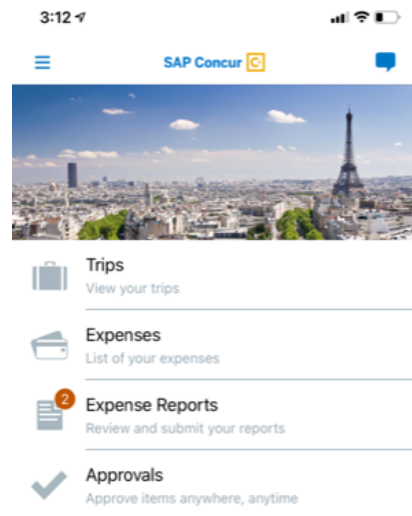 3:12
SAP Concur C.
Trips
View your trips
Expenses
List of your expenses
2
Expense Reports
Review and submit your reports
Approvals
Approve items anywhere, anytime